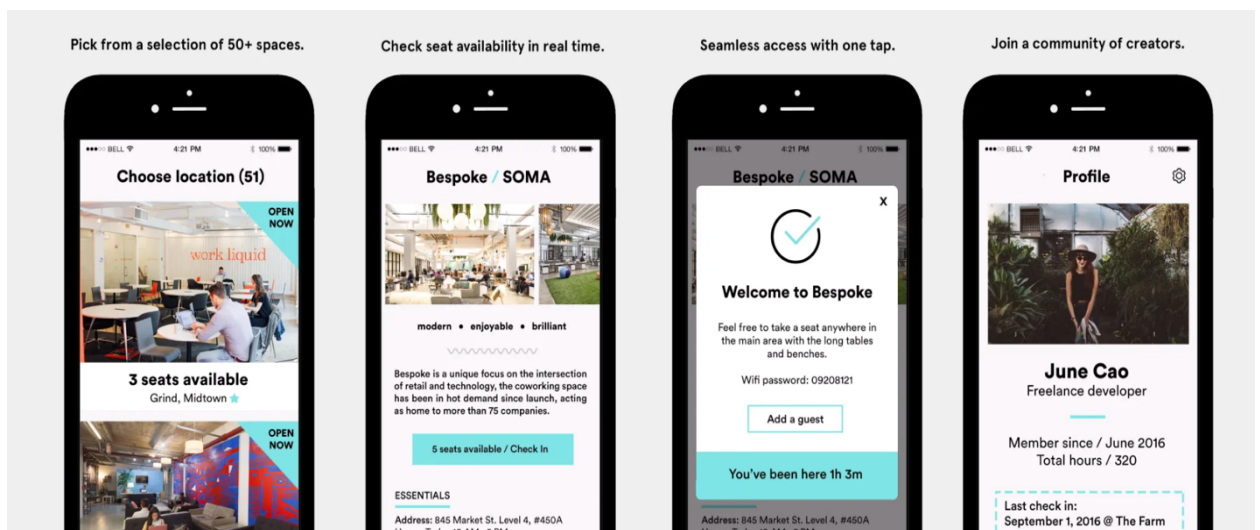 Pick from a selection of 50+ spaces.
BELL 4:21 PM 100%
Choose location (51)
OPEN
NOW
work liquid
3 seats available
Grind, Midtown
OPEN
NOW
Check seat availability in real time.
BELL 4:21 PM 100%
Bespoke / SOMA
modern • enjoyable • brilliant
Bespoke is a unique focus on the intersection
of retail and technology, the coworking space
has been in hot demand since launch, acting
as home to more than 75 companies.
5 seats available / Check In
ESSENTIALS
Address: 845 Market St. Level 4, #450A
Seamless access with one tap.
BELL 4:21 PM 100%
Bespoke / SOMA
X
Welcome to Bespoke
Feel free to take a seat anywhere in
the main area with the long tables
and benches.
Wifi password: 09208121
Add a guest
You've been here 1h 3m
Address: 845 Market St. Level 4, #450A
Join a community of creators.
BELL 4:21 PM 100%
Profile
June Cao
Freelance developer
Member since / June 2016
Total hours / 320
Last check in:
September 1, 2016 @ The Farm